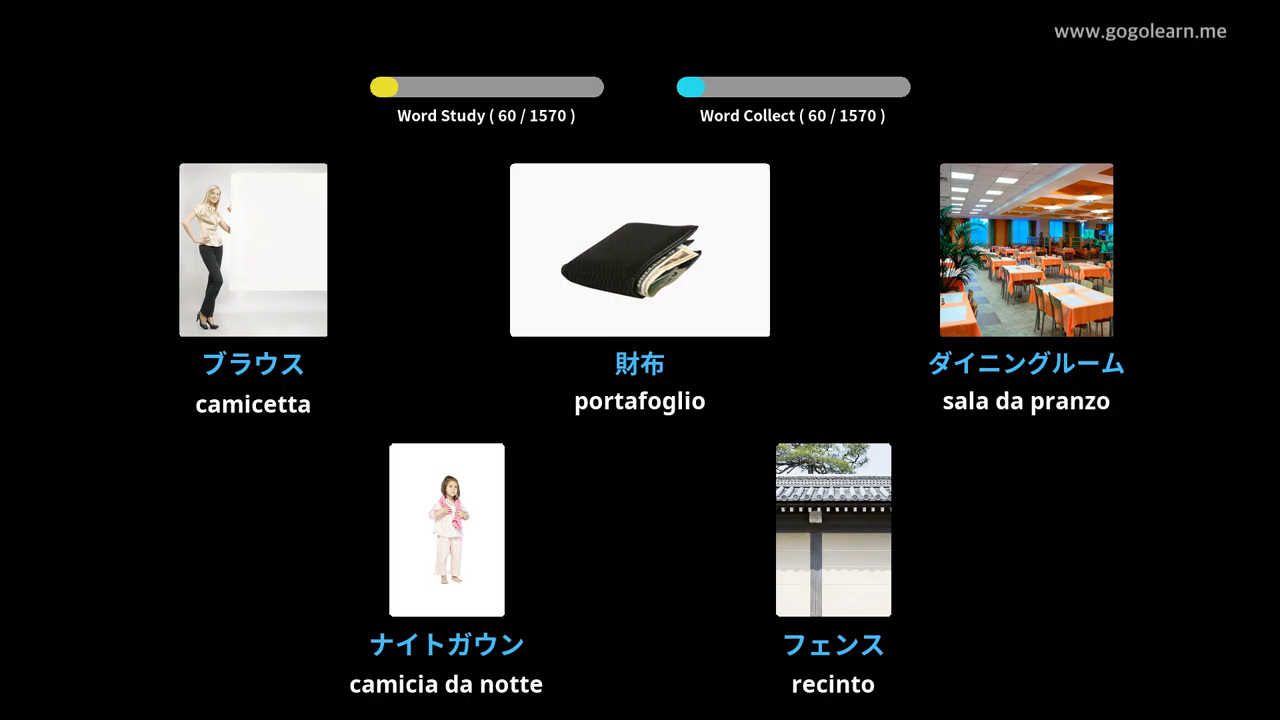 www.gogolearn.me
Word Study ( 60 / 1570 )
Word Collect ( 60 / 1570 )
ブラウス
camicetta
財布
portafoglio
ダイニングルーム
sala da pranzo
ナイトガウン
camicia da notte
フェンス
recinto